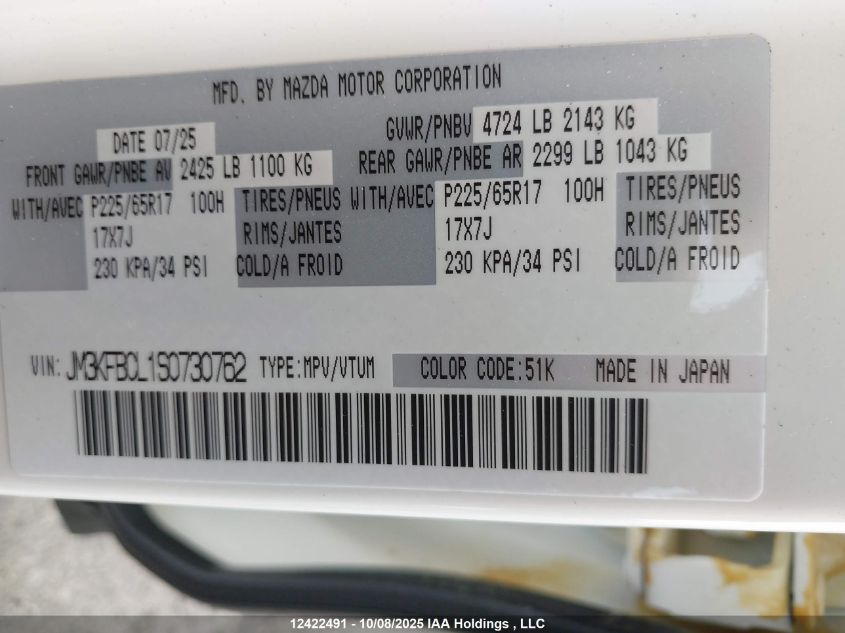 MFD. BY MAZDA MOTOR CORPORATION
DATE 07/25 GVWR/PNBV 4724 LB 2143 KG
FRONT GAWR/PNBE AV 2425 LB 1100 KG REAR GAWR/PNBE AR 2299 LB 1043 KG
WITH/AVEC P225/65R17 100H TIRES/PNEUS WITH/AVEC P225/65R17 100H TIRES/PNEUS
17X7J RIMS/JANTES 17X7J RIMS/JANTES
230 KPA/34 PSI COLD/A FROID 230 KPA/34 PSI COLD/A FROID
VIN: JM3KFBCL1S0730762 TYPE:MPV/VTUM COLOR CODE:51K MADE IN JAPAN
12422491 - 10/08/2025 IAA Holdings , LLC